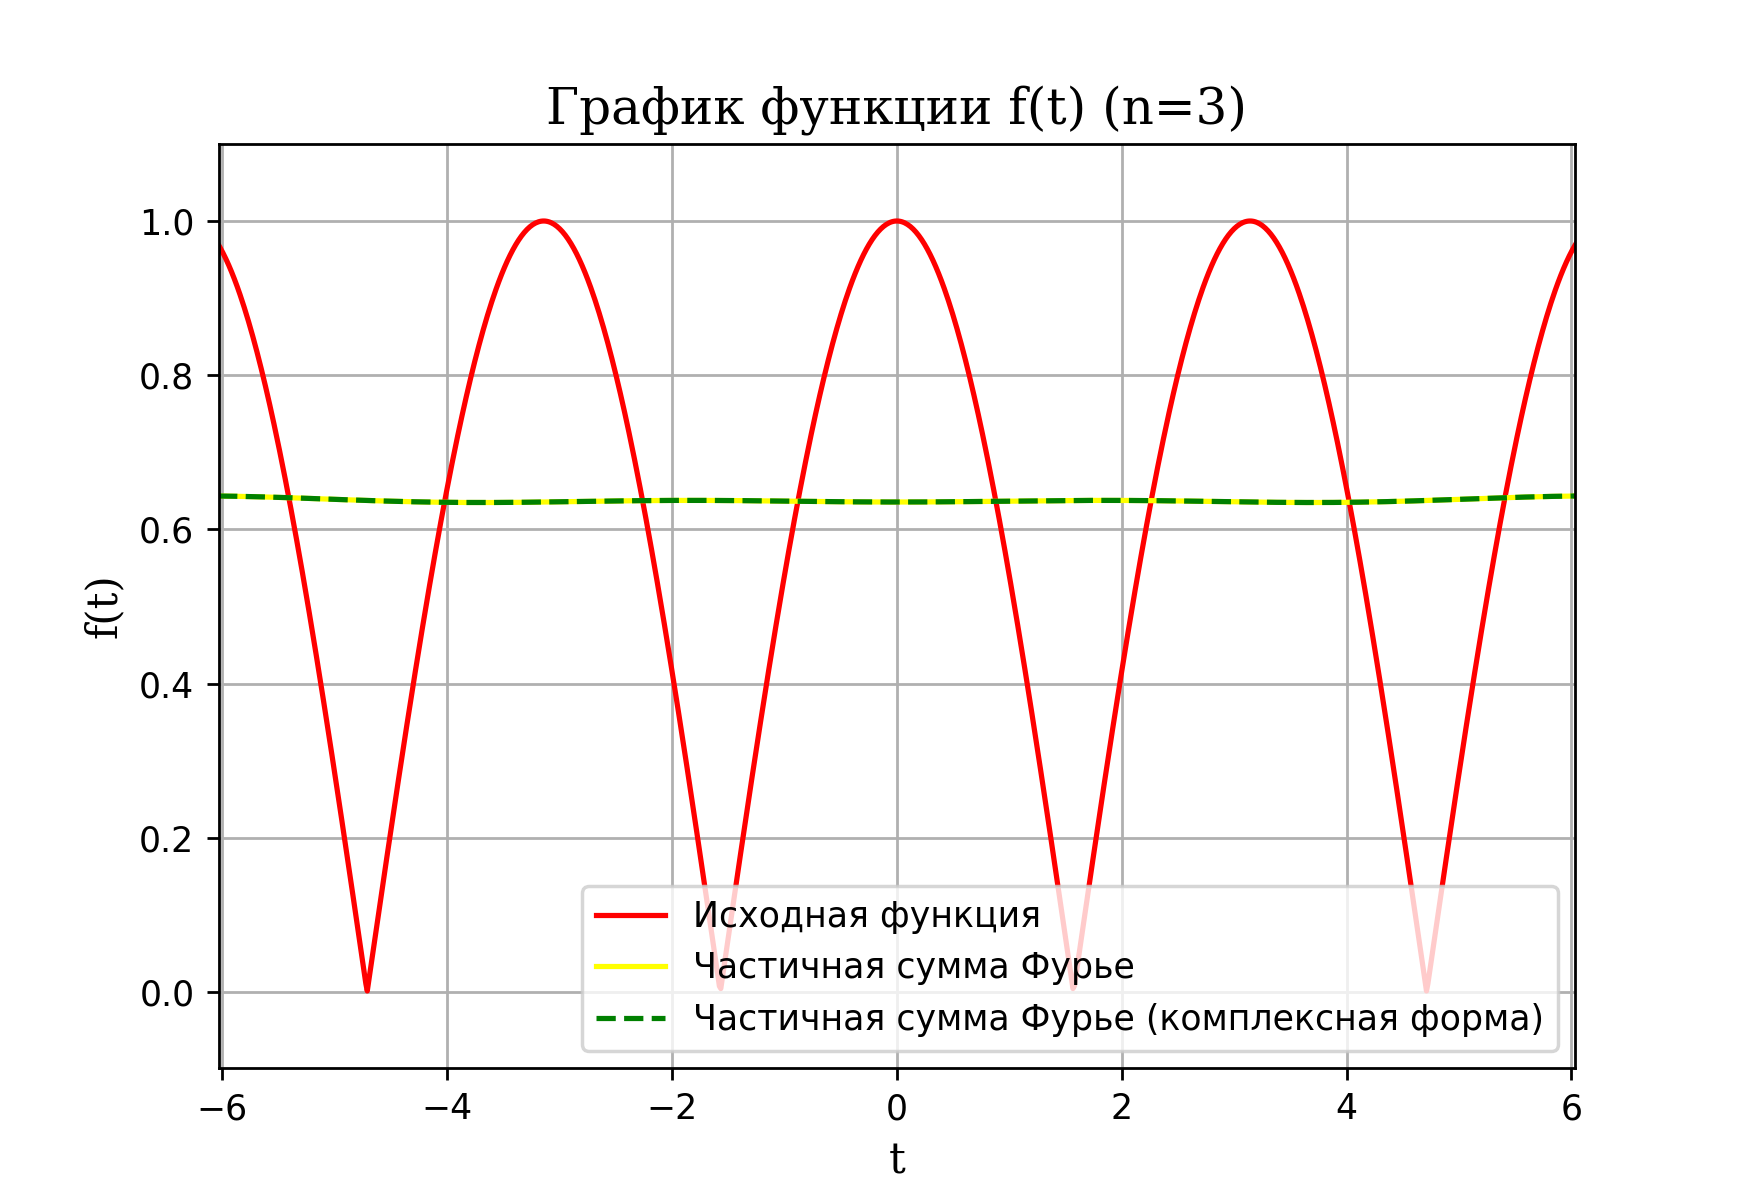 График функции f(t) (n=3)
f(t)
1.0
0.8
0.6
0.4
0.2
0.0
Исходная функция
Частичная сумма Фурье
Частичная сумма Фурье (комплексная форма)
−6 −4 −2 0 2 4 6
t